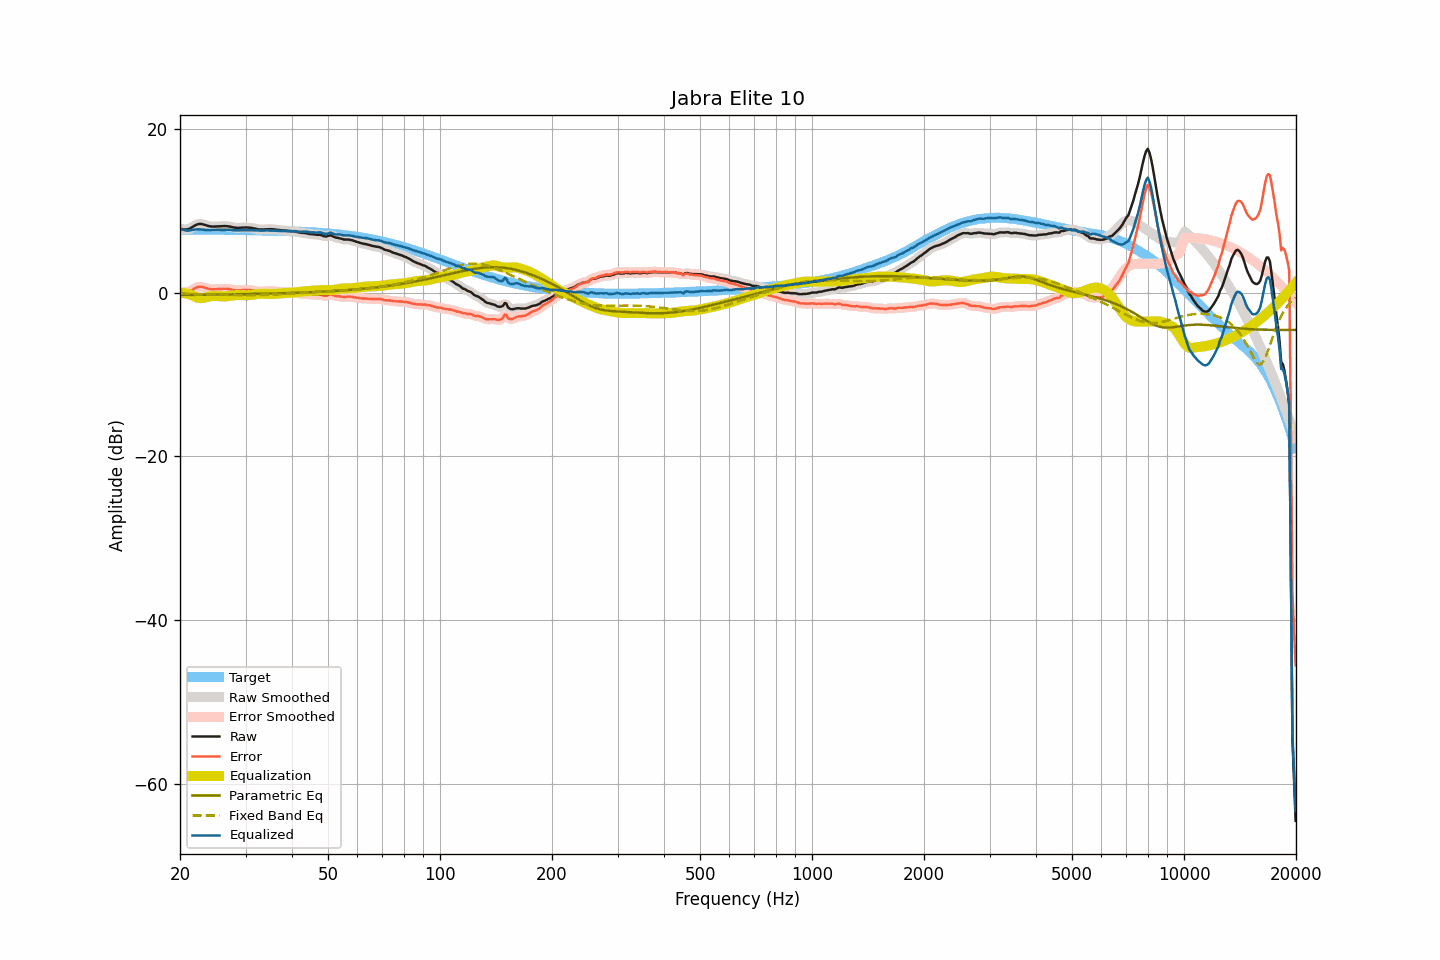 Jabra Elite 10
20
0
−20
−40
−60
Amplitude (dBr)
Target
Raw Smoothed
Error Smoothed
Raw
Error
Equalization
Parametric Eq
Fixed Band Eq
Equalized
20 50 100 200 500 1000 2000 5000 10000 20000
Frequency (Hz)